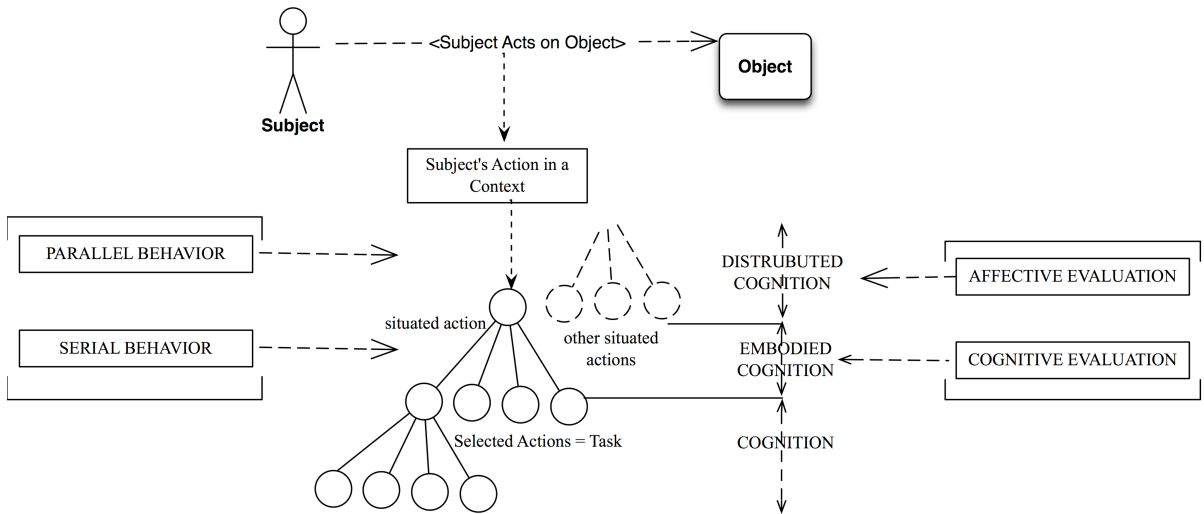 <Subject Acts on Object>
Object
Subject
Subject's Action in a
Context
PARALLEL BEHAVIOR
DISTRUBUTED
COGNITION
AFFECTIVE EVALUATION
situated action
other situated
actions
SERIAL BEHAVIOR
EMBODIED
COGNITION
COGNITIVE EVALUATION
Selected Actions = Task
COGNITION